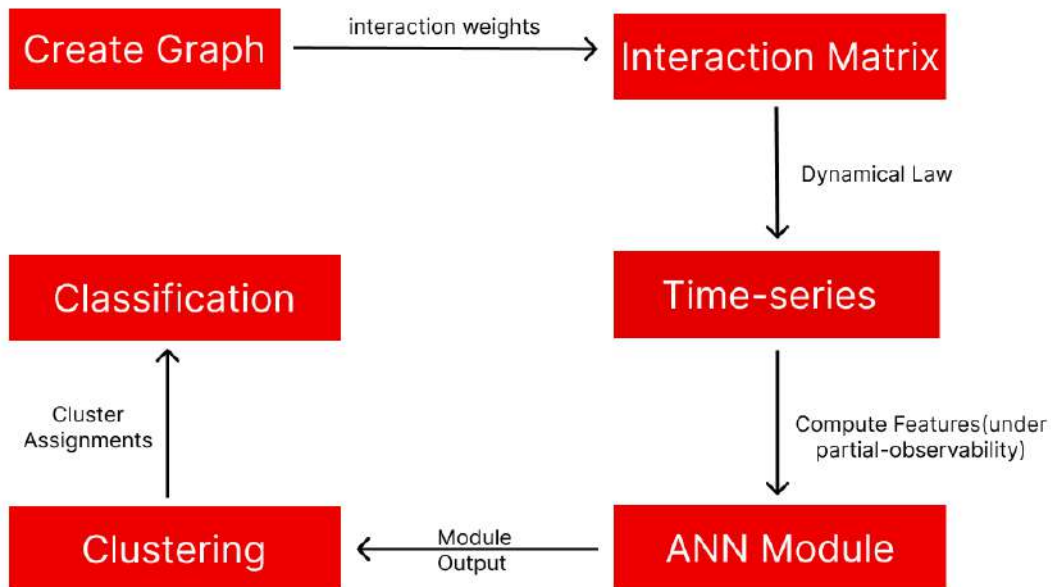 Create Graph
interaction weights
Interaction Matrix
Dynamical Law
Time-series
Compute Features(under
partial-observability)
ANN Module
Module
Output
Clustering
Cluster
Assignments
Classification